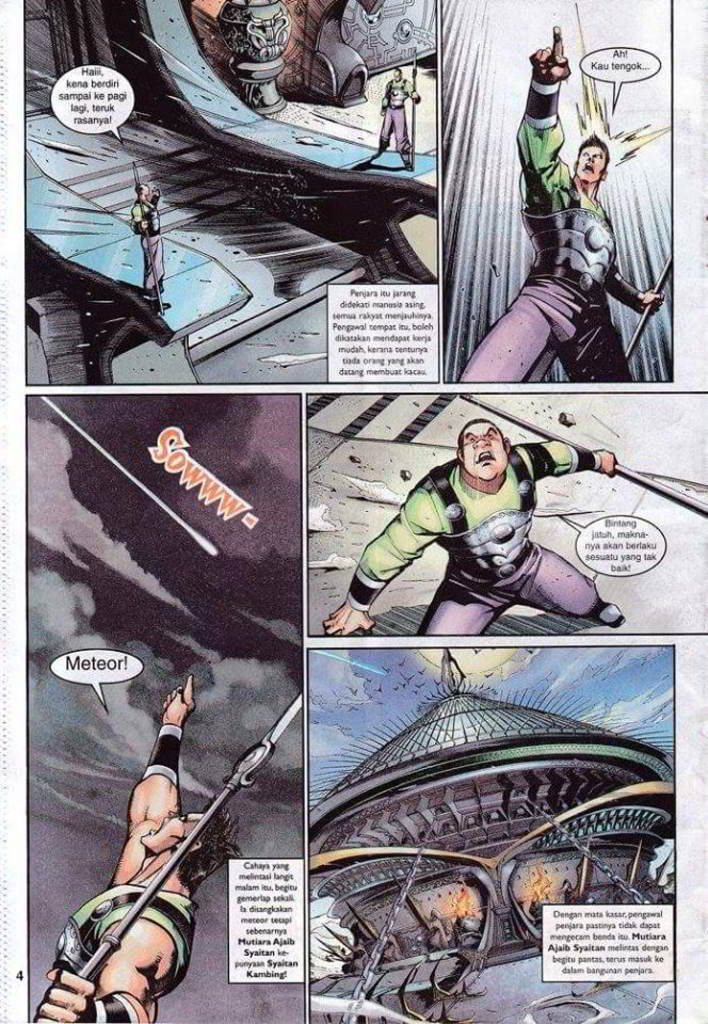 Haiii,
kena berdiri
sampai ke pagi
lagi, teruk
rasanya!
Penjara itu jarang
didekati manusia asing,
semua rakyat menjauhinya.
Pengawal tempat itu, boleh
dikatakan mendapat kerja
mudah, kerana tentunya
tiada orang yang akan
datang membuat kacau.
Ah!
Kau tengok...
Sowww-
Meteor!
Cahaya yang
melintasi langit
malam itu, begitu
gemerlap sekali.
Ia disangkakan
meteor tetapi
sebenarnya
Mutiara Ajaib
Syaitan ke-
punyaan Syaitan
Kambing!
Bintang
jatuh, makna-
nya akan berlaku
sesuatu yang tak
baik!
Dengan mata kasar, pengawal
penjara pastinya tidak dapat
mengecam benda itu. Mutiara
Ajaib Syaitan melintas dengan
begitu pantas, terus masuk ke
dalam bangunan penjara.
4